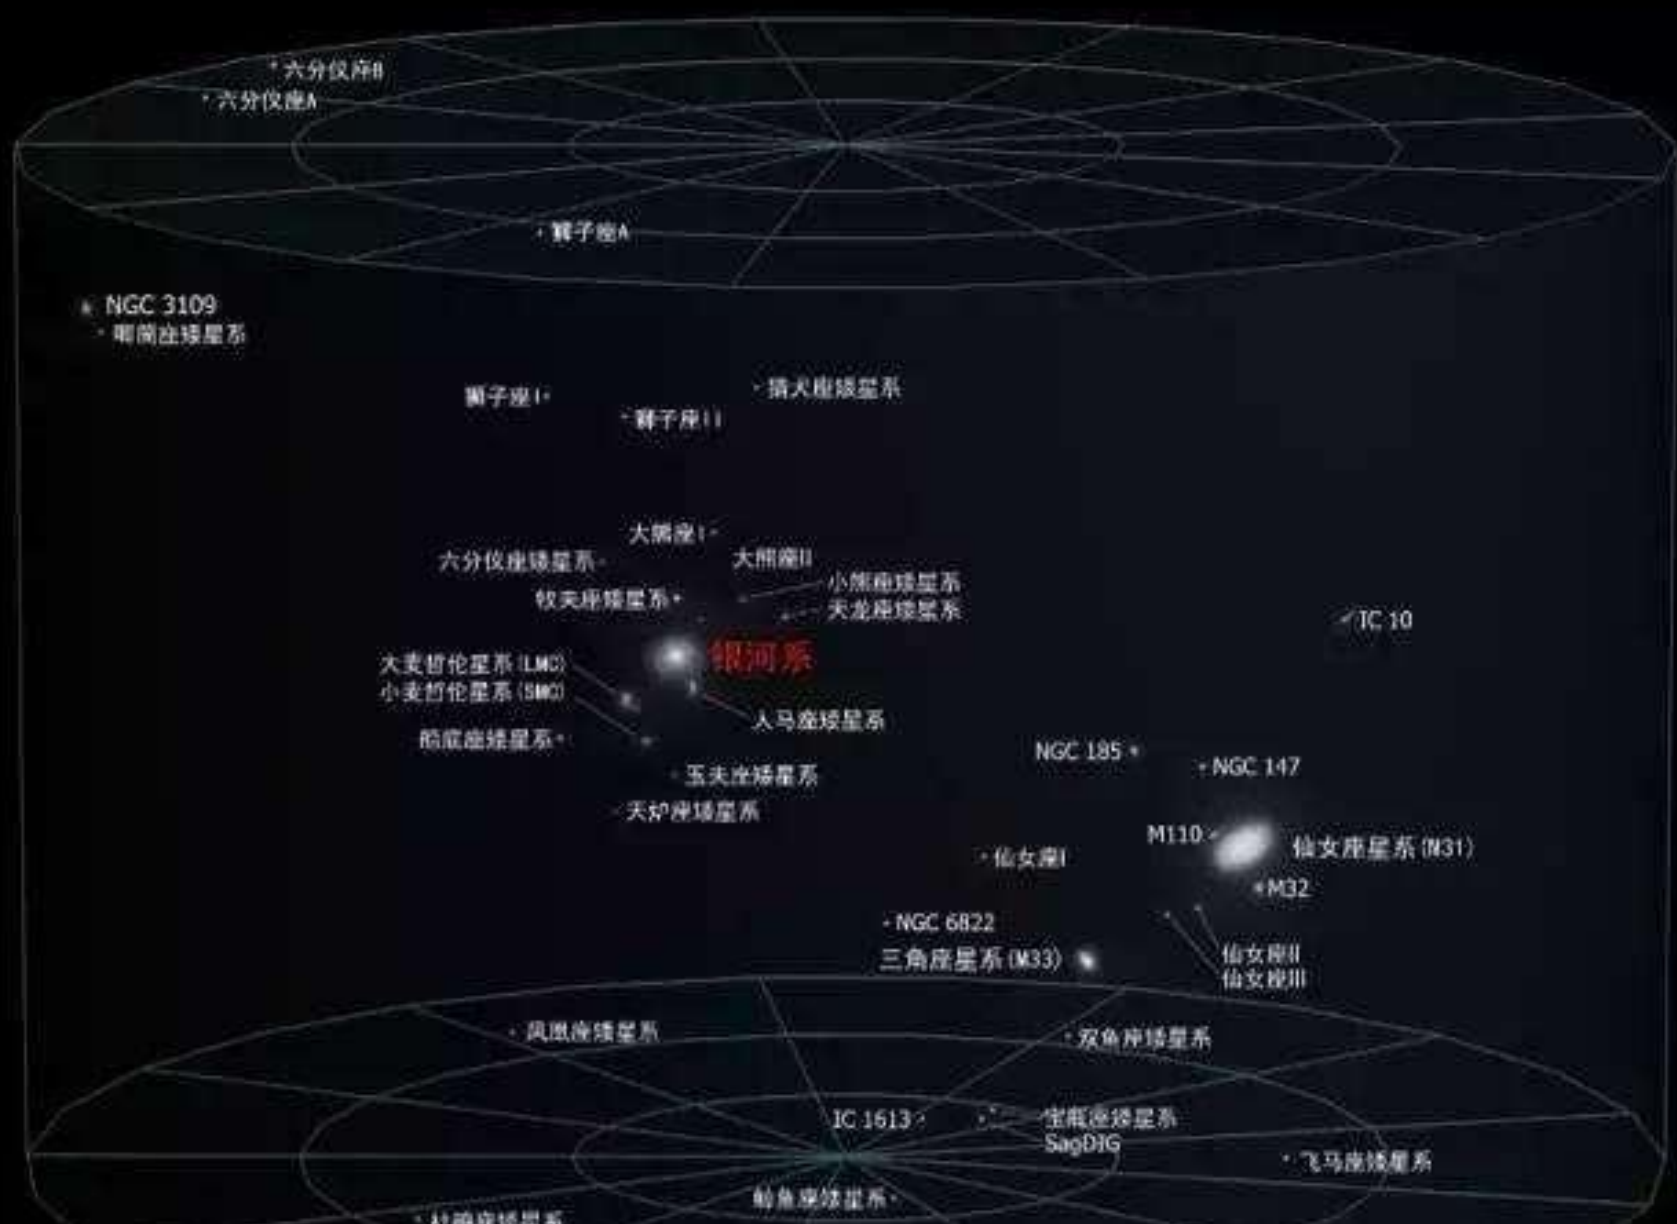 六分仪座B
六分仪座A
狮子座A
NGC 3109
唧筒座矮星系
狮子座I
猎犬座矮星系
狮子座II
大熊座I
大熊座II
六分仪座矮星系
小熊座矮星系
牧夫座矮星系
天龙座矮星系
银河系
大麦哲伦星系(LMC)
小麦哲伦星系(SMC)
人马座矮星系
船底座矮星系
玉夫座矮星系
天炉座矮星系
IC 10
NGC 185
NGC 147
M110
仙女座星系(M31)
仙女座I
M32
NGC 6822
三角座星系(M33)
仙女座II
仙女座III
凤凰座矮星系
双鱼座矮星系
IC 1613
宝瓶座矮星系
SagDIG
飞马座矮星系
鲸鱼座矮星系
杜鹃座矮星系